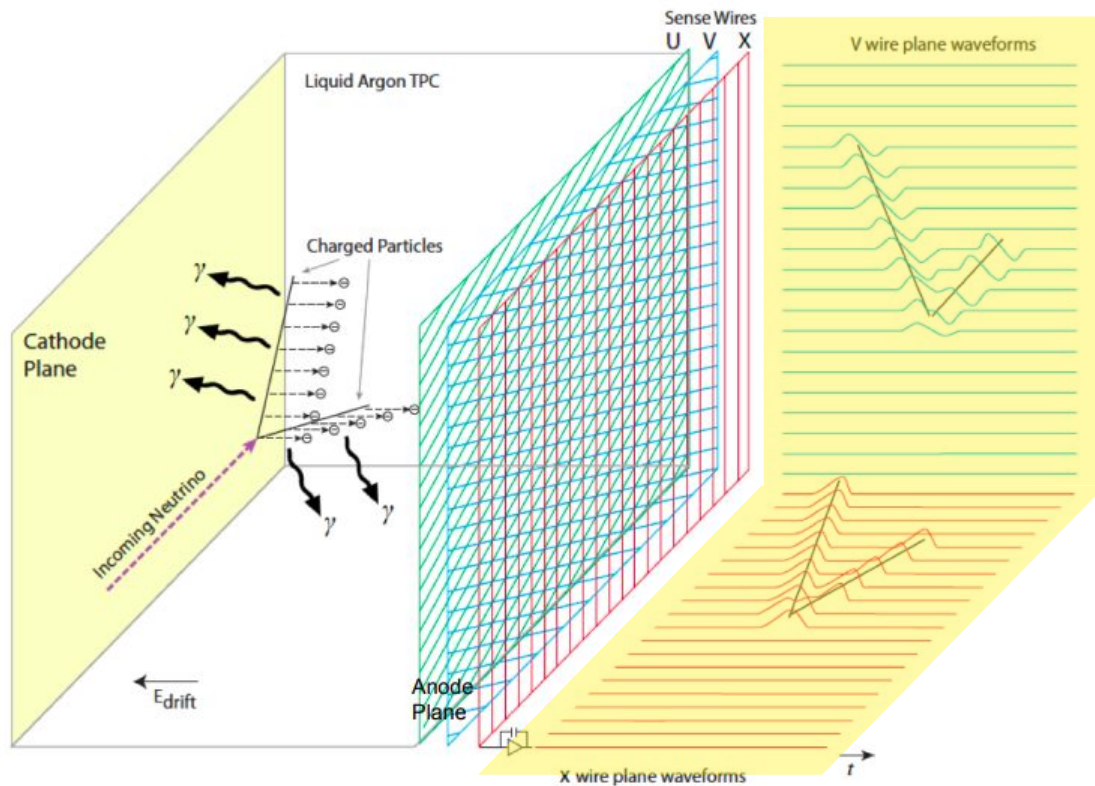 Sense Wires
U V X
V wire plane waveforms
Liquid Argon TPC
Charged Particles
γ
γ
γ
Cathode
Plane
γ
γ
Incoming Neutrino
Edrift
Anode
Plane
t
X wire plane waveforms